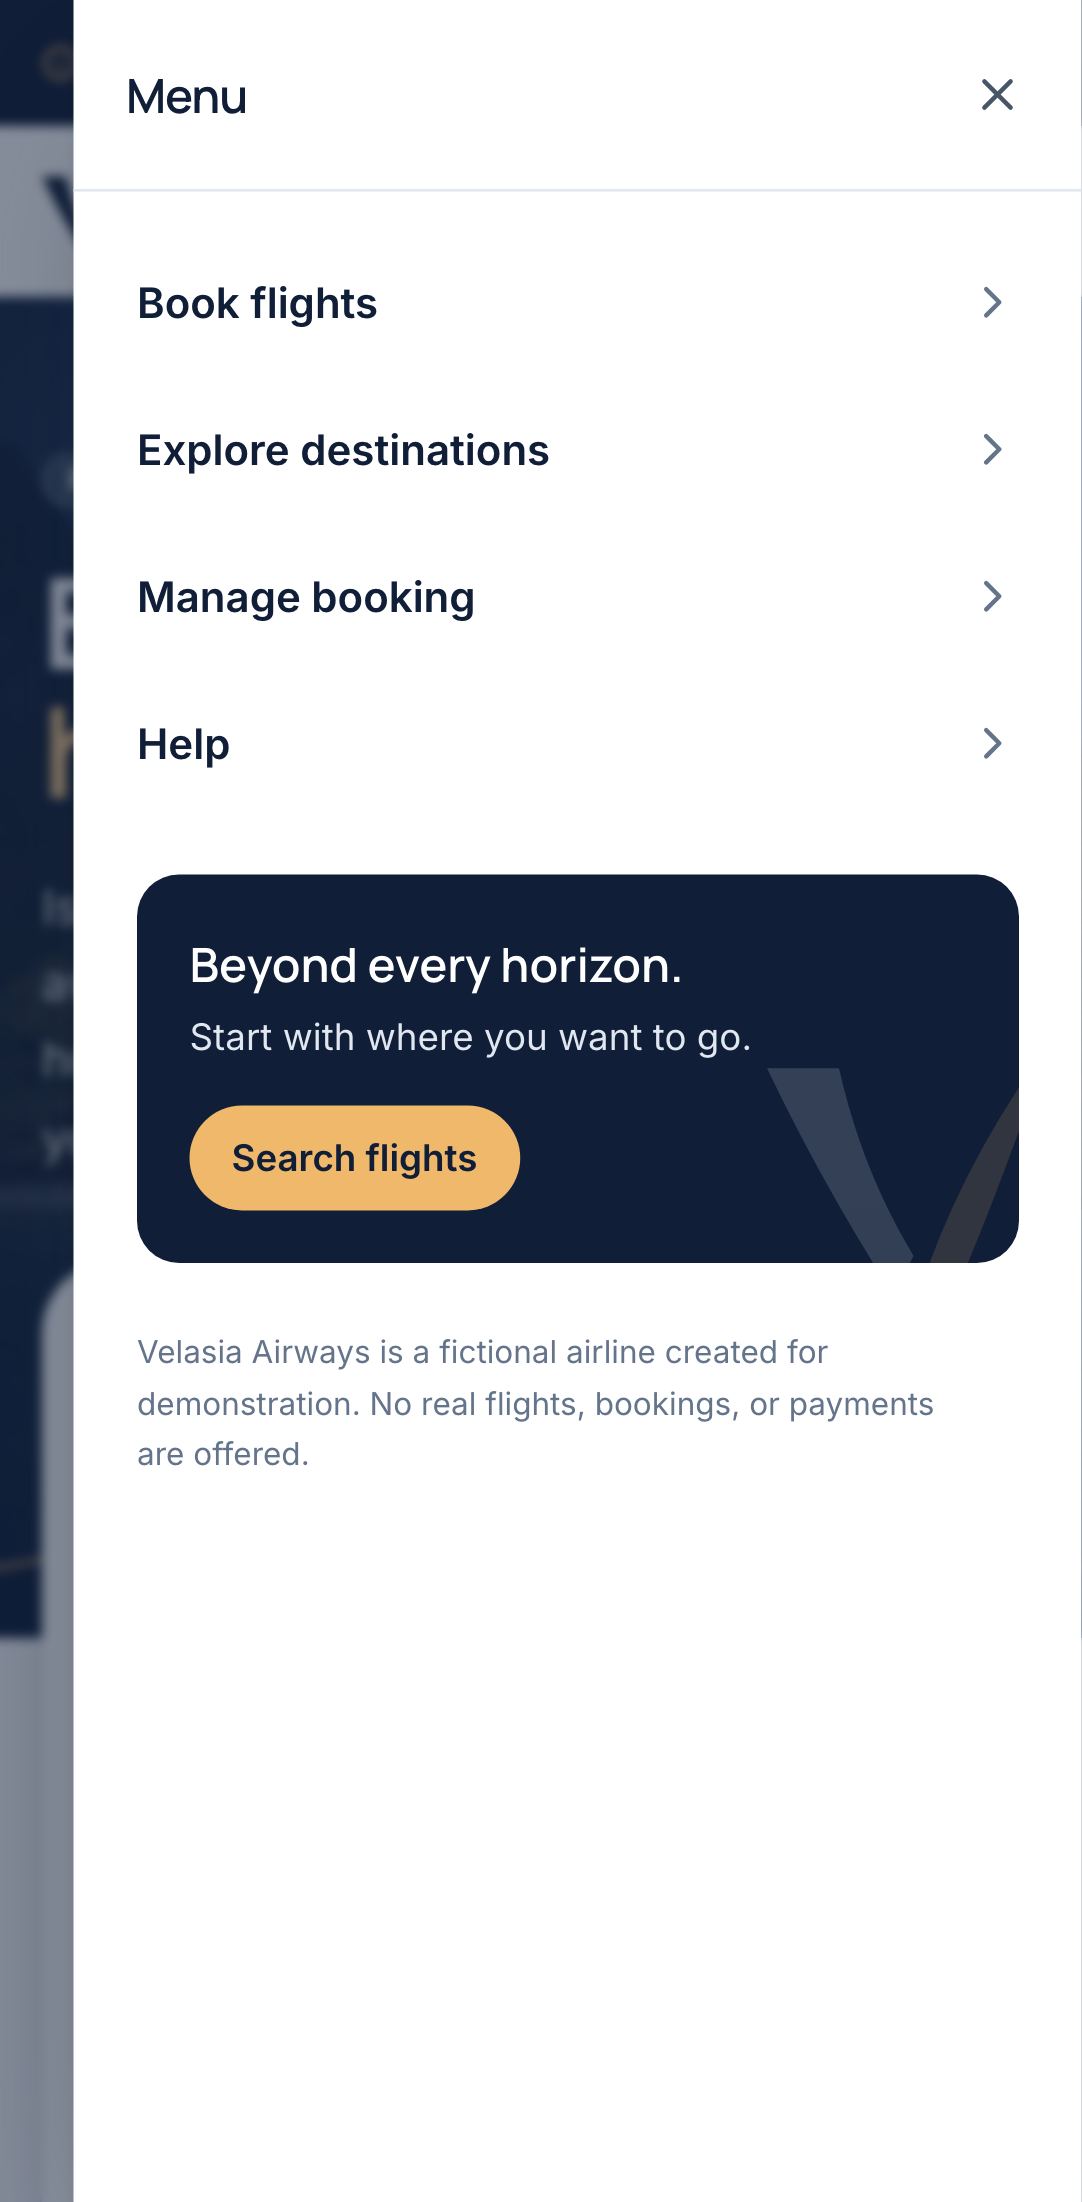 Menu
Book flights
Explore destinations
Manage booking
Help
Beyond every horizon.
Start with where you want to go.
Search flights
Velasia Airways is a fictional airline created for
demonstration. No real flights, bookings, or payments
are offered.